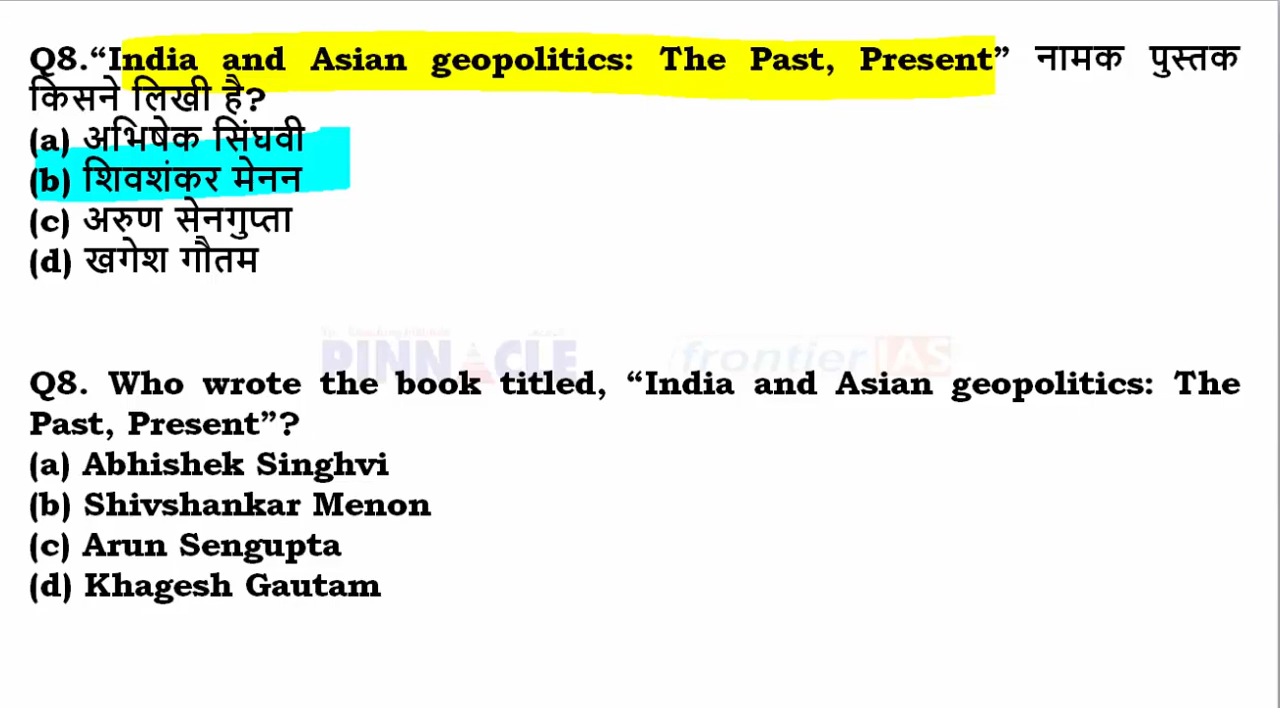 Q8.“India and Asian geopolitics: The Past, Present” नामक पुस्तक
किसने लिखी है?
(a) अभिषेक सिंघवी
(b) शिवशंकर मेनन
(c) अरुण सेनगुप्ता
(d) खगेश गौतम
PINNACLE frontier IAS
Q8. Who wrote the book titled, “India and Asian geopolitics: The
Past, Present”?
(a) Abhishek Singhvi
(b) Shivshankar Menon
(c) Arun Sengupta
(d) Khagesh Gautam